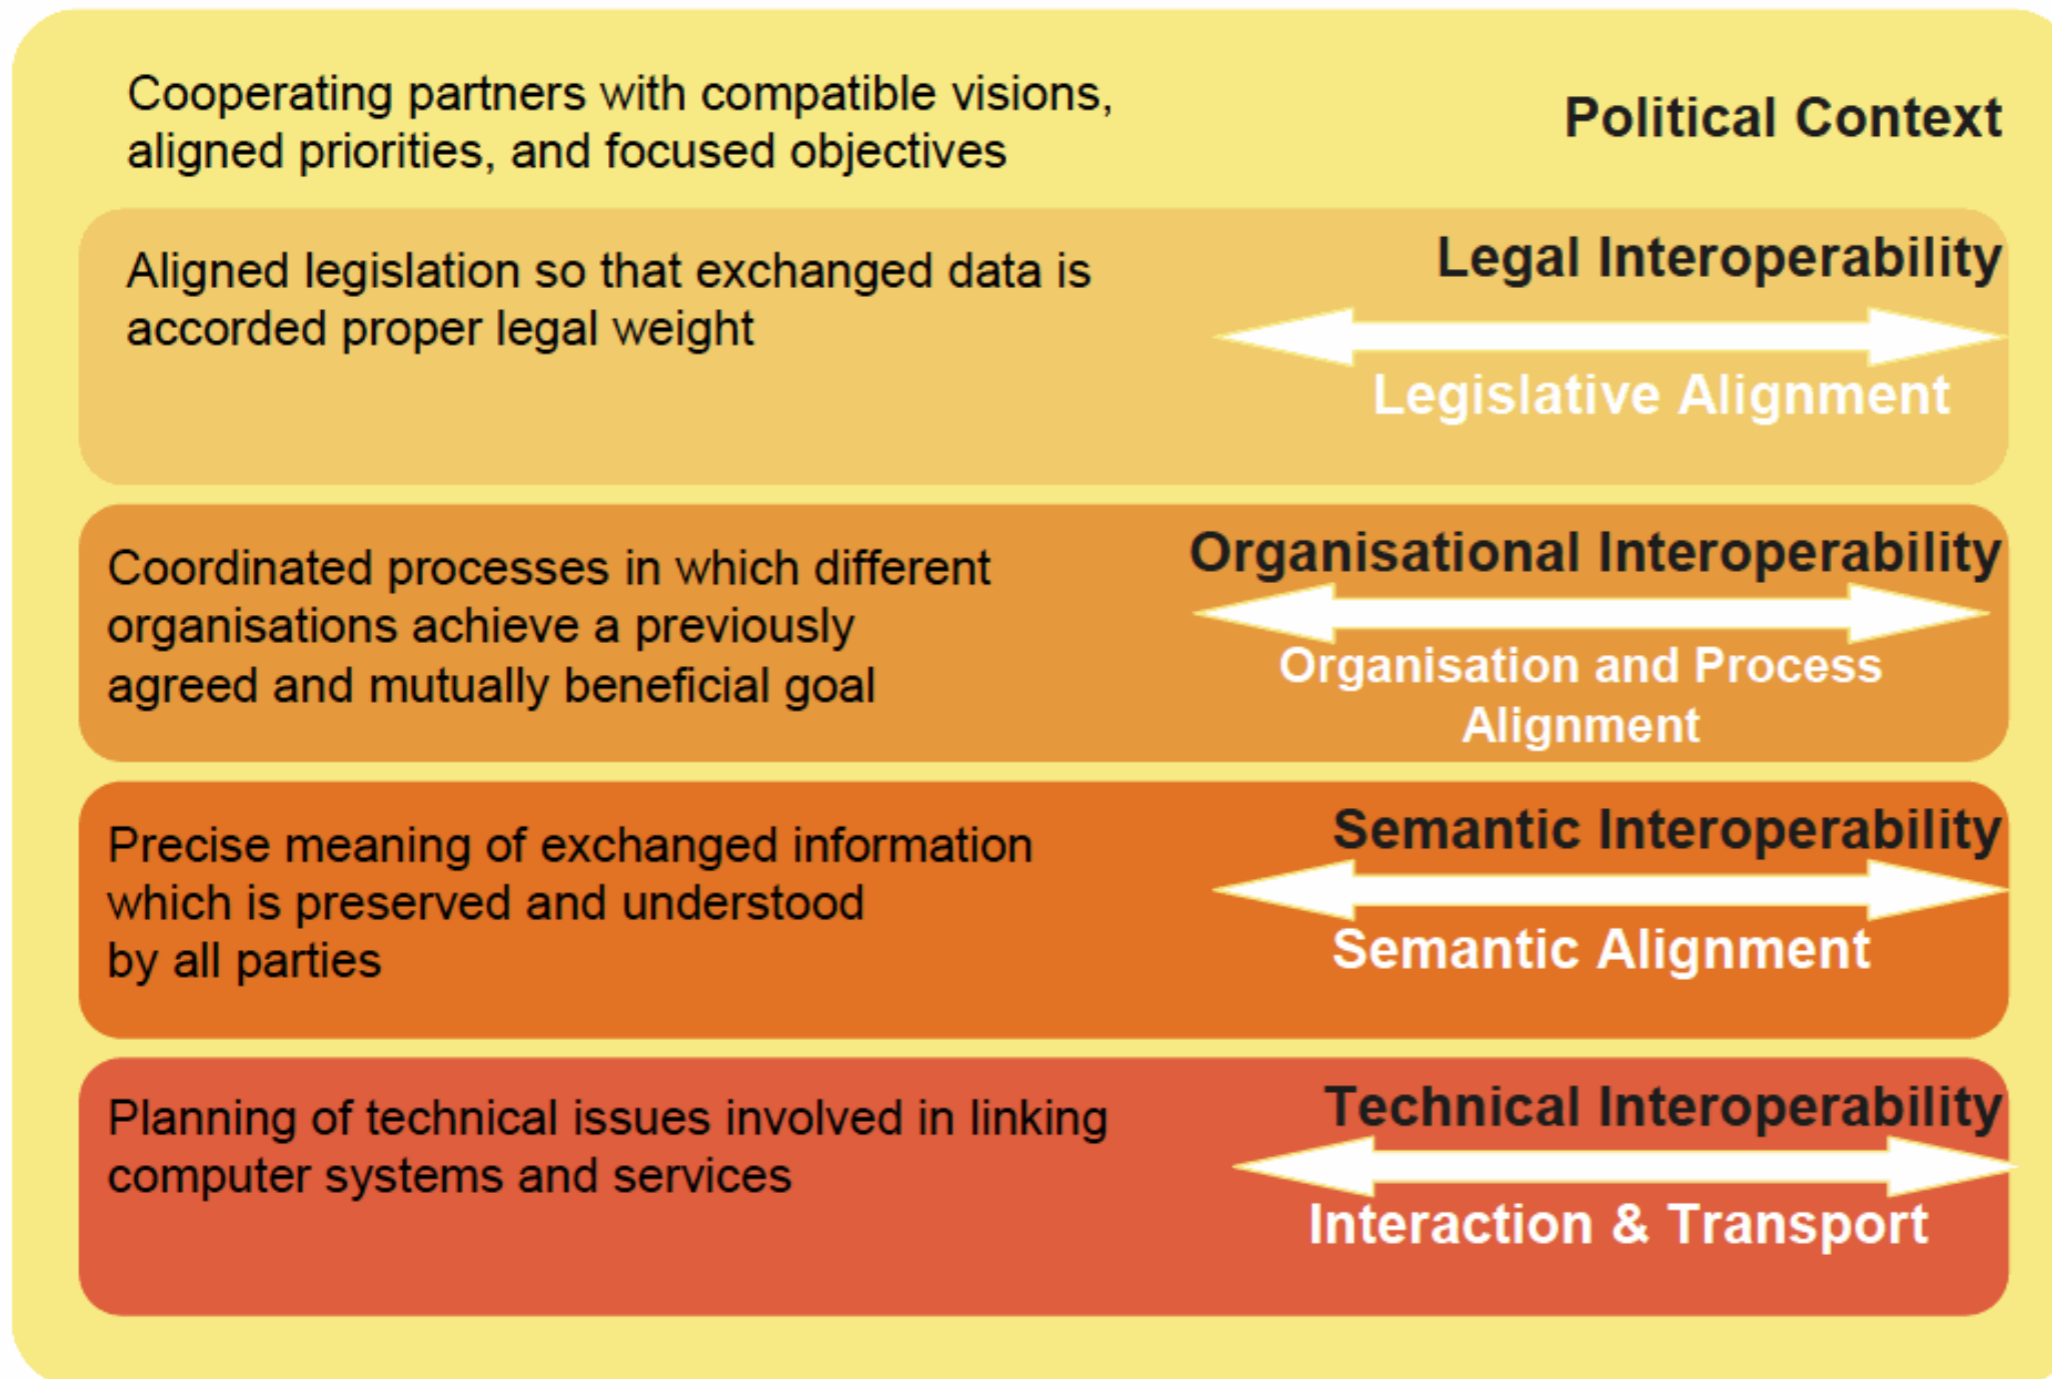 Cooperating partners with compatible visions,
aligned priorities, and focused objectives
Political Context
Aligned legislation so that exchanged data is
accorded proper legal weight
Legal Interoperability
Legislative Alignment
Coordinated processes in which different
organisations achieve a previously
agreed and mutually beneficial goal
Organisational Interoperability
Organisation and Process
Alignment
Precise meaning of exchanged information
which is preserved and understood
by all parties
Semantic Interoperability
Semantic Alignment
Planning of technical issues involved in linking
computer systems and services
Technical Interoperability
Interaction & Transport